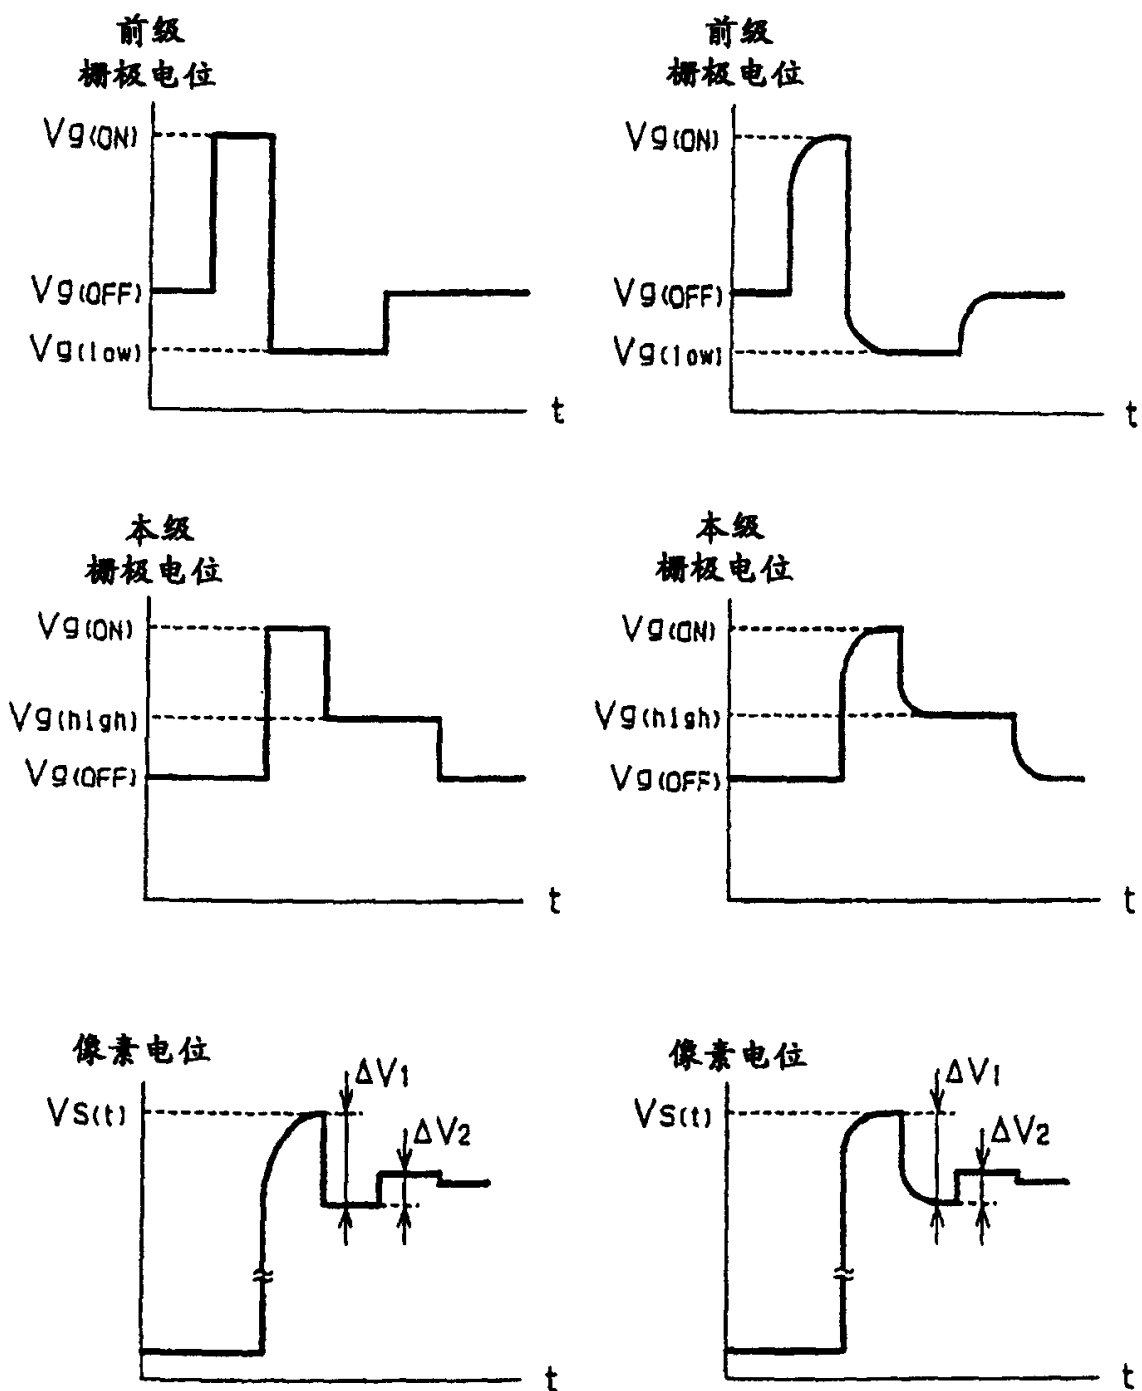 前级
栅极电位
Vg(ON)
Vg(OFF)
Vg(low)
t
前级
栅极电位
Vg(ON)
Vg(OFF)
Vg(low)
t
本级
栅极电位
Vg(ON)
Vg(high)
Vg(OFF)
t
本级
栅极电位
Vg(ON)
Vg(high)
Vg(OFF)
t
像素电位
VS(t)
ΔV1
ΔV2
t
像素电位
VS(t)
ΔV1
ΔV2
t